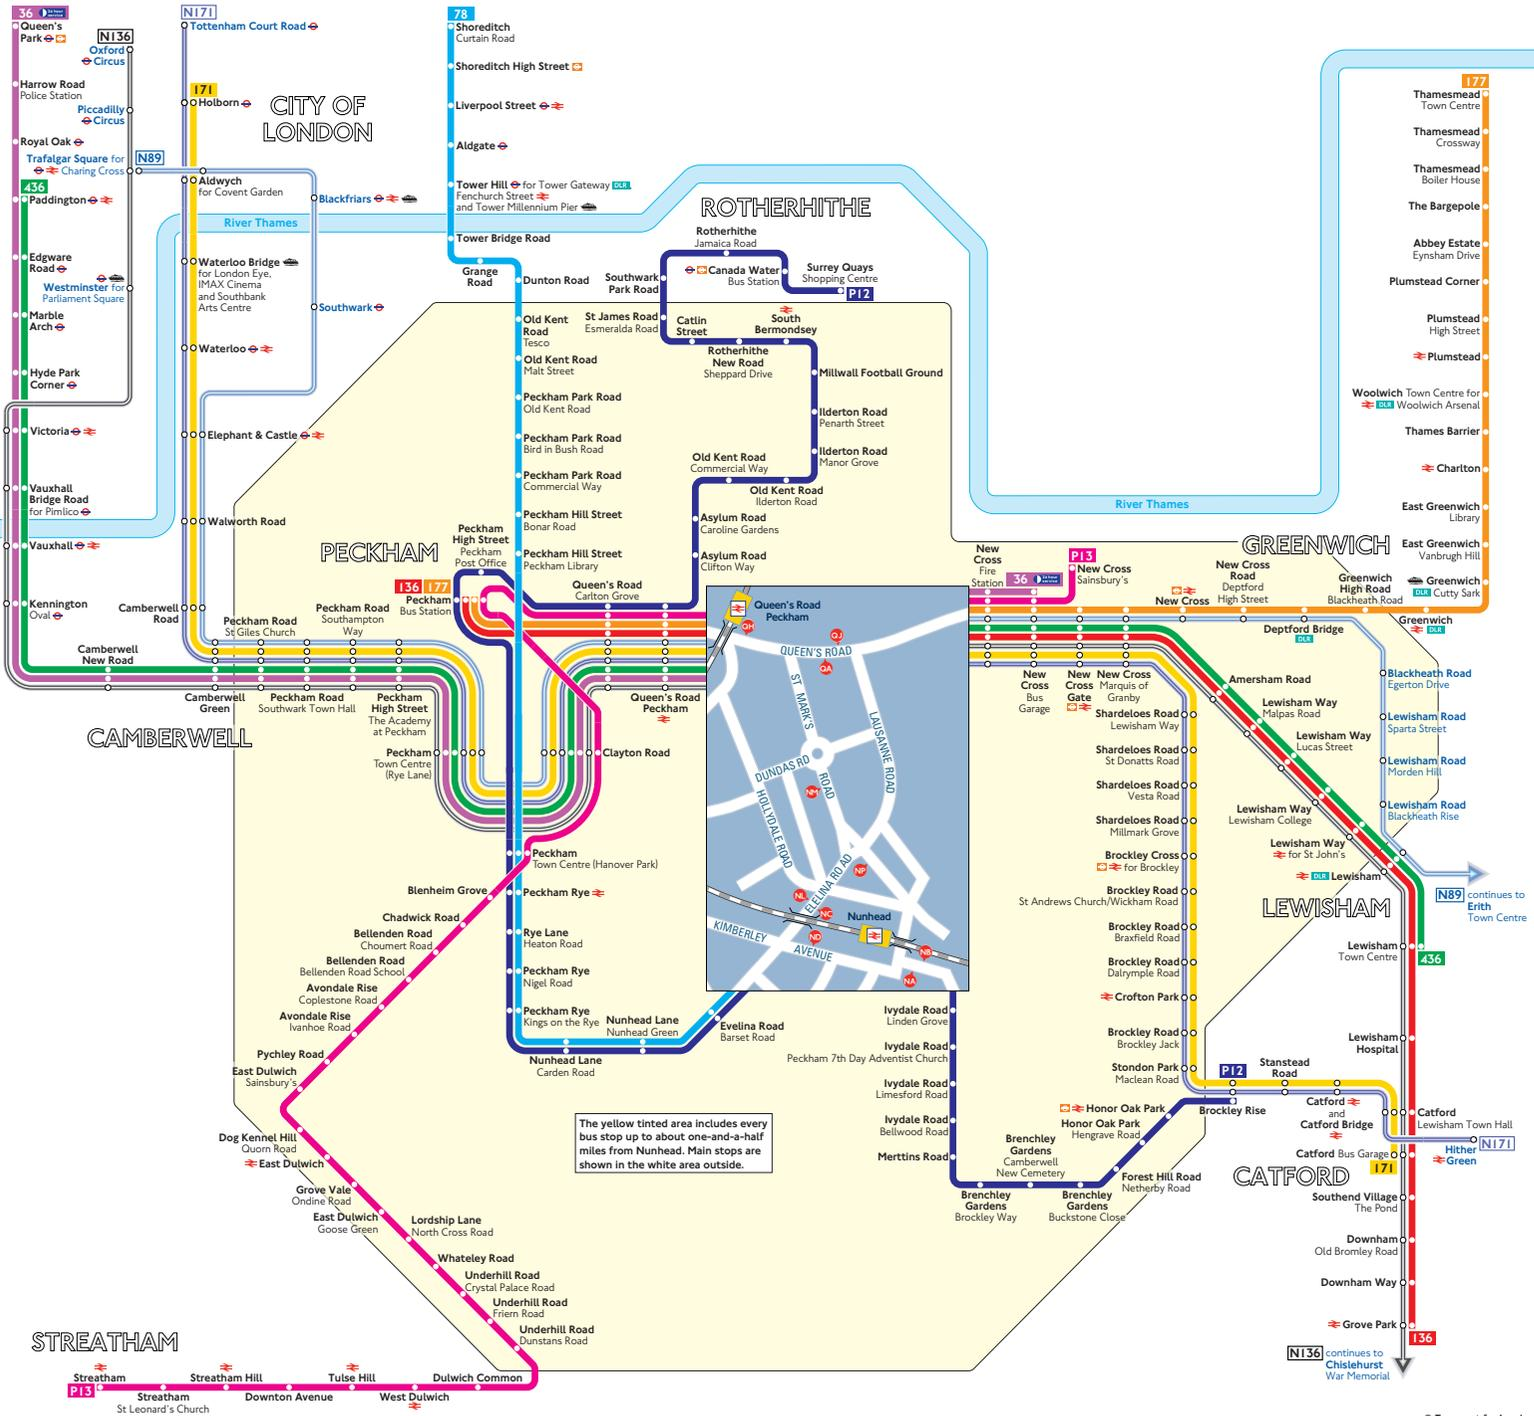 36
24 hour service
Queen's
Park
N136
Oxford
Circus
Harrow Road
Police Station
Piccadilly
Circus
Royal Oak
Trafalgar Square for
Charing Cross
N89
436
Paddington
Edgware
Road
Westminster for
Parliament Square
Marble
Arch
Hyde Park
Corner
Victoria
Vauxhall
Bridge Road
for Pimlico
Vauxhall
Kennington
Oval
N171
Tottenham Court Road
171
Holborn
CITY OF
LONDON
Aldwych
for Covent Garden
Blackfriars
River Thames
Waterloo Bridge
for London Eye,
IMAX Cinema
and Southbank
Arts Centre
Southwark
Waterloo
Elephant & Castle
Walworth Road
Camberwell
Road
78
Shoreditch
Curtain Road
Shoreditch High Street
Liverpool Street
Aldgate
Tower Hill for Tower Gateway DLR
Fenchurch Street
and Tower Millennium Pier
Tower Bridge Road
Grange
Road
Dunton Road
Old Kent
Road
Tesco
Old Kent Road
Malt Street
Peckham Park Road
Old Kent Road
Peckham Park Road
Bird in Bush Road
Peckham Park Road
Commercial Way
Peckham Hill Street
Bonar Road
Peckham Hill Street
Peckham Library
ROTHERHITHE
Rotherhithe
Jamaica Road
Southwark
Park Road
Canada Water
Bus Station
Surrey Quays
Shopping Centre
P12
St James Road
Esmeralda Road
Catlin
Street
South
Bermondsey
Rotherhithe
New Road
Sheppard Drive
Millwall Football Ground
Ilderton Road
Penarth Street
Ilderton Road
Manor Grove
Old Kent Road
Commercial Way
Old Kent Road
Ilderton Road
Asylum Road
Caroline Gardens
Asylum Road
Clifton Way
177
Thamesmead
Town Centre
Thamesmead
Crossway
Thamesmead
Boiler House
The Bargepole
Abbey Estate
Eynsham Drive
Plumstead Corner
Plumstead
High Street
Plumstead
Woolwich Town Centre for
DLR Woolwich Arsenal
Thames Barrier
Charlton
River Thames
East Greenwich
Library
East Greenwich
Vanbrugh Hill
Greenwich
DLR Cutty Sark
GREENWICH
PECKHAM
Peckham
High Street
Peckham
Post Office
136
177
Peckham
Bus Station
Queen's Road
Carlton Grove
Peckham Road
St Giles Church
Peckham Road
Southampton
Way
Camberwell
New Road
Camberwell
Green
Peckham Road
Southwark Town Hall
Peckham
High Street
The Academy
at Peckham
CAMBERWELL
Peckham
Town Centre
(Rye Lane)
Queen's Road
Peckham
Clayton Road
Queen's Road
Peckham
QH
QJ
QUEEN'S ROAD
QA
ST MARK'S
ROAD
LAUSANNE ROAD
DUNDAS RD
NM
HOLLYDALE ROAD
ELELINA ROAD
NP
NL
NC
Nunhead
ND
KIMBERLEY
AVENUE
NB
NA
New
Cross
Fire
Station
36
24 hour service
P13
New Cross
Sainsbury's
New Cross
New Cross
Road
Deptford
High Street
Greenwich
High Road
Blackheath Road
Deptford Bridge
DLR
Greenwich
DLR
New
Cross
Bus
Garage
New
Cross
Gate
New Cross
Marquis of
Granby
Amersham Road
Blackheath Road
Egerton Drive
Shardeloes Road
Lewisham Way
Lewisham Way
Malpas Road
Lewisham Road
Sparta Street
Shardeloes Road
St Donatts Road
Lewisham Way
Lucas Street
Lewisham Road
Morden Hill
Shardeloes Road
Vesta Road
Lewisham Way
Lewisham College
Lewisham Road
Blackheath Rise
Shardeloes Road
Millmark Grove
Lewisham Way
for St John's
Brockley Cross
for Brockley
DLR Lewisham
Brockley Road
St Andrews Church/Wickham Road
LEWISHAM
N89 continues to
Erith
Town Centre
Brockley Road
Braxfield Road
Lewisham
Town Centre
436
Brockley Road
Dalrymple Road
Crofton Park
Brockley Road
Brockley Jack
Lewisham
Hospital
Stondon Park
Maclean Road
P12
Stanstead
Road
Brockley Rise
Catford
and
Catford Bridge
Catford
Lewisham Town Hall
N171
Hither
Green
Catford Bus Garage
171
CATFORD
Southend Village
The Pond
Downham
Old Bromley Road
Downham Way
Grove Park
136
N136 continues to
Chislehurst
War Memorial
Peckham
Town Centre (Hanover Park)
Peckham Rye
Rye Lane
Heaton Road
Peckham Rye
Nigel Road
Peckham Rye
Kings on the Rye
Nunhead Lane
Nunhead Green
Nunhead Lane
Carden Road
Evelina Road
Barset Road
Ivydale Road
Linden Grove
Ivydale Road
Peckham 7th Day Adventist Church
Ivydale Road
Limesford Road
Ivydale Road
Bellwood Road
Merttins Road
Honor Oak Park
Honor Oak Park
Hengrave Road
Brenchley
Gardens
Camberwell
New Cemetery
Forest Hill Road
Netherby Road
Brenchley
Gardens
Brockley Way
Brenchley
Gardens
Buckstone Close
Blenheim Grove
Chadwick Road
Bellenden Road
Choumert Road
Bellenden Road
Bellenden Road School
Avondale Rise
Coplestone Road
Avondale Rise
Ivanhoe Road
Pychley Road
East Dulwich
Sainsbury's
Dog Kennel Hill
Quorn Road
East Dulwich
Grove Vale
Ondine Road
East Dulwich
Goose Green
Lordship Lane
North Cross Road
Whateley Road
Underhill Road
Crystal Palace Road
Underhill Road
Friern Road
Underhill Road
Dunstans Road
The yellow tinted area includes every
bus stop up to about one-and-a-half
miles from Nunhead. Main stops are
shown in the white area outside.
STREATHAM
Streatham
Streatham Hill
Tulse Hill
Dulwich Common
P13
Streatham
St Leonard's Church
Downton Avenue
West Dulwich